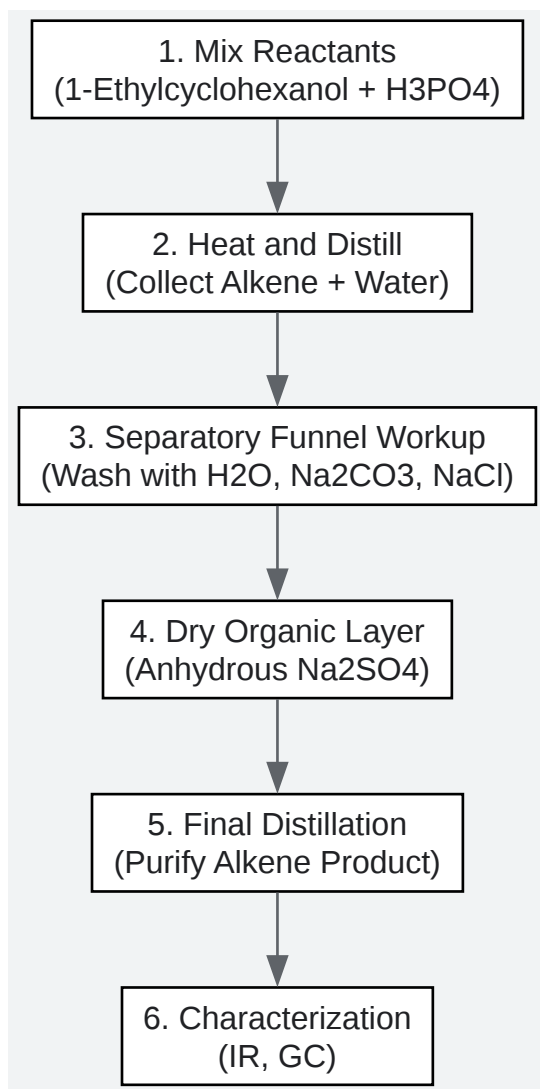 1. Mix Reactants
(1-Ethylcyclohexanol + H3PO4)
2. Heat and Distill
(Collect Alkene + Water)
3. Separatory Funnel Workup
(Wash with H2O, Na2CO3, NaCl)
4. Dry Organic Layer
(Anhydrous Na2SO4)
5. Final Distillation
(Purify Alkene Product)
6. Characterization
(IR, GC)